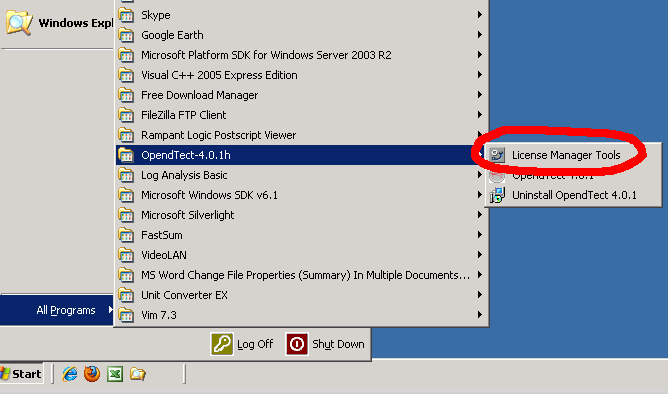 Windows Expl
Skype
Google Earth
Microsoft Platform SDK for Windows Server 2003 R2
Visual C++ 2005 Express Edition
Free Download Manager
FileZilla FTP Client
Rampant Logic Postscript Viewer
OpendTect-4.0.1h
License Manager Tools
Log Analysis Basic
OpendTect 4.0.1
Microsoft Windows SDK v6.1
Uninstall OpendTect 4.0.1
Microsoft Silverlight
FastSum
VideoLAN
MS Word Change File Properties (Summary) In Multiple Documents...
Unit Converter EX
All Programs
Vim 7.3
Log Off
Shut Down
Start